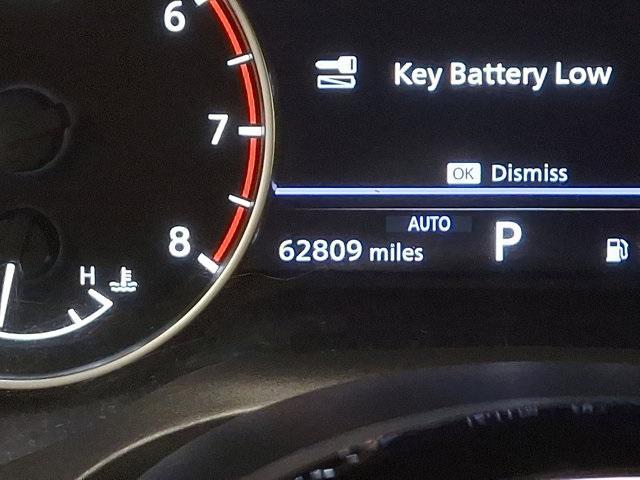 6
Key Battery Low
7
OK Dismiss
AUTO
8
62809 miles
P
H